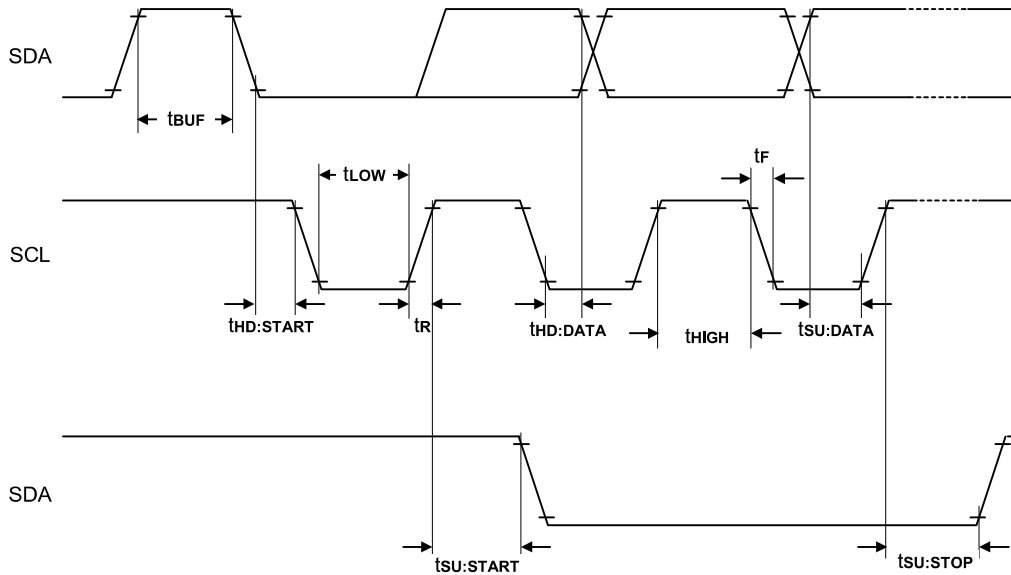 SDA
tBUF
tLOW
tF
SCL
tHD:START
tR
tHD:DATA
tHIGH
tSU:DATA
SDA
tSU:START
tSU:STOP